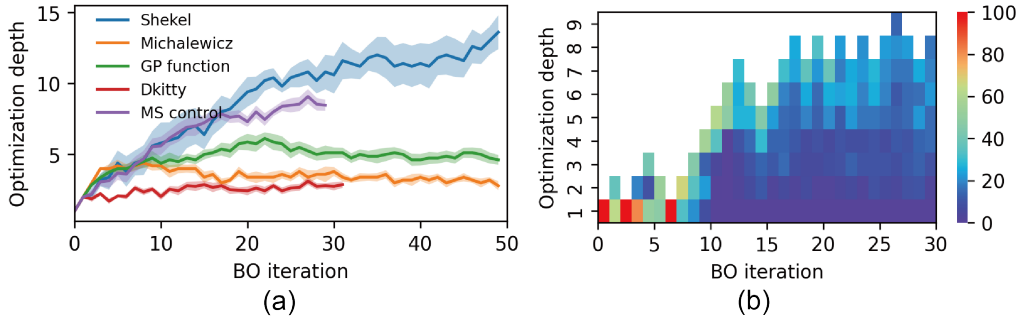 Optimization depth
15
10
5
Shekel
Michalewicz
GP function
Dkitty
MS control
0 10 20 30 40 50
BO iteration
(a)
Optimization depth
9
8
7
6
5
4
3
2
1
0 5 10 15 20 25 30
BO iteration
(b)
100
80
60
40
20
0